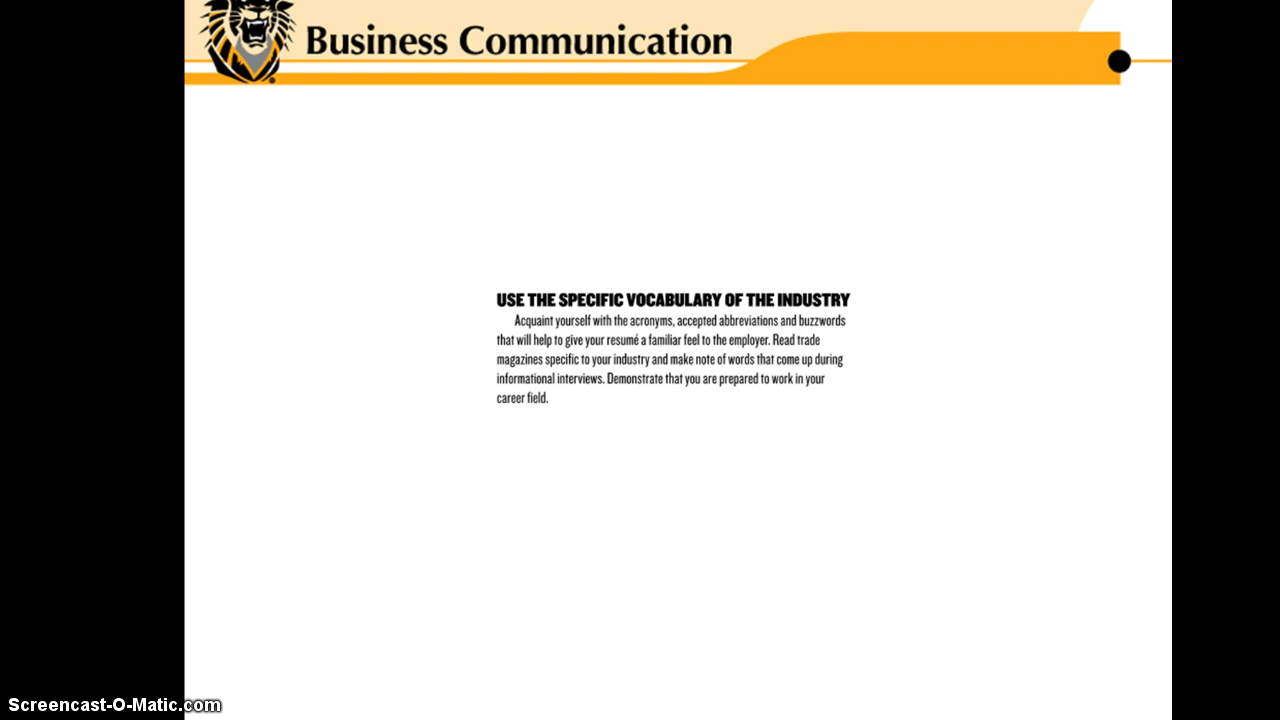 Business Communication
USE THE SPECIFIC VOCABULARY OF THE INDUSTRY
Acquaint yourself with the acronyms, accepted abbreviations and buzzwords
that will help to give your resumé a familiar feel to the employer. Read trade
magazines specific to your industry and make note of words that come up during
informational interviews. Demonstrate that you are prepared to work in your
career field.
Screencast-O-Matic.com